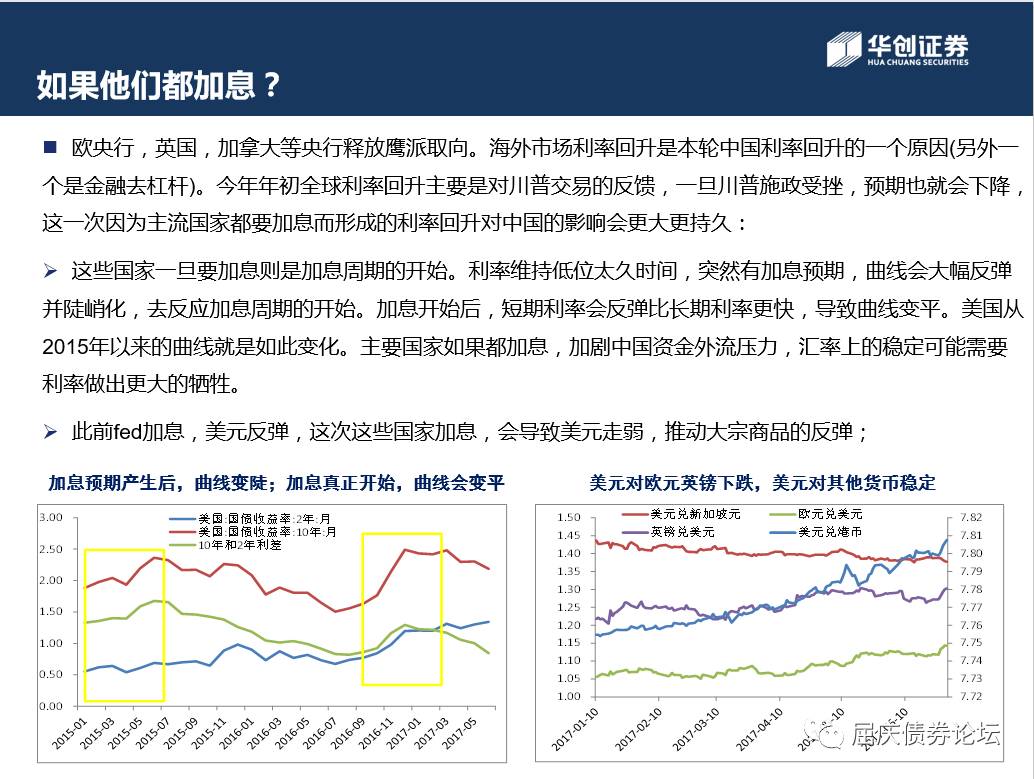 华创证券
HUA CHUANG SECURITIES
如果他们都加息？
■ 欧央行，英国，加拿大等央行释放鹰派取向。海外市场利率回升是本轮中国利率回升的一个原因(另外一
个是金融去杠杆)。今年年初全球利率回升主要是对川普交易的反馈，一旦川普施政受挫，预期也就会下降，
这一次因为主流国家都要加息而形成的利率回升对中国的影响会更大更持久：
➢ 这些国家一旦要加息则是加息周期的开始。利率维持低位太久时间，突然有加息预期，曲线会大幅反弹
并陡峭化，去反应加息周期的开始。加息开始后，短期利率会反弹比长期利率更快，导致曲线变平。美国从
2015年以来的曲线就是如此变化。主要国家如果都加息，加剧中国资金外流压力，汇率上的稳定可能需要
利率做出更大的牺牲。
➢ 此前fed加息，美元反弹，这次这些国家加息，会导致美元走弱，推动大宗商品的反弹；
加息预期产生后，曲线变陡；加息真正开始，曲线会变平
3.00
2.50
2.00
1.50
1.00
0.50
0.00
美国:国债收益率:2年:月
美国:国债收益率:10年:月
10年和2年利差
2015-01
2015-03
2015-05
2015-07
2015-09
2015-11
2016-01
2016-03
2016-05
2016-07
2016-09
2016-11
2017-01
2017-03
2017-05
美元对欧元英镑下跌，美元对其他货币稳定
美元兑新加坡元
欧元兑美元
英镑兑美元
美元兑港币
1.50
1.45
1.40
1.35
1.30
1.25
1.20
1.15
1.10
1.05
1.00
7.82
7.81
7.80
7.79
7.78
7.77
7.76
7.75
7.74
7.73
7.72
2017-01-10
2017-02-10
2017-03-10
2017-04-10
屈庆债券论坛